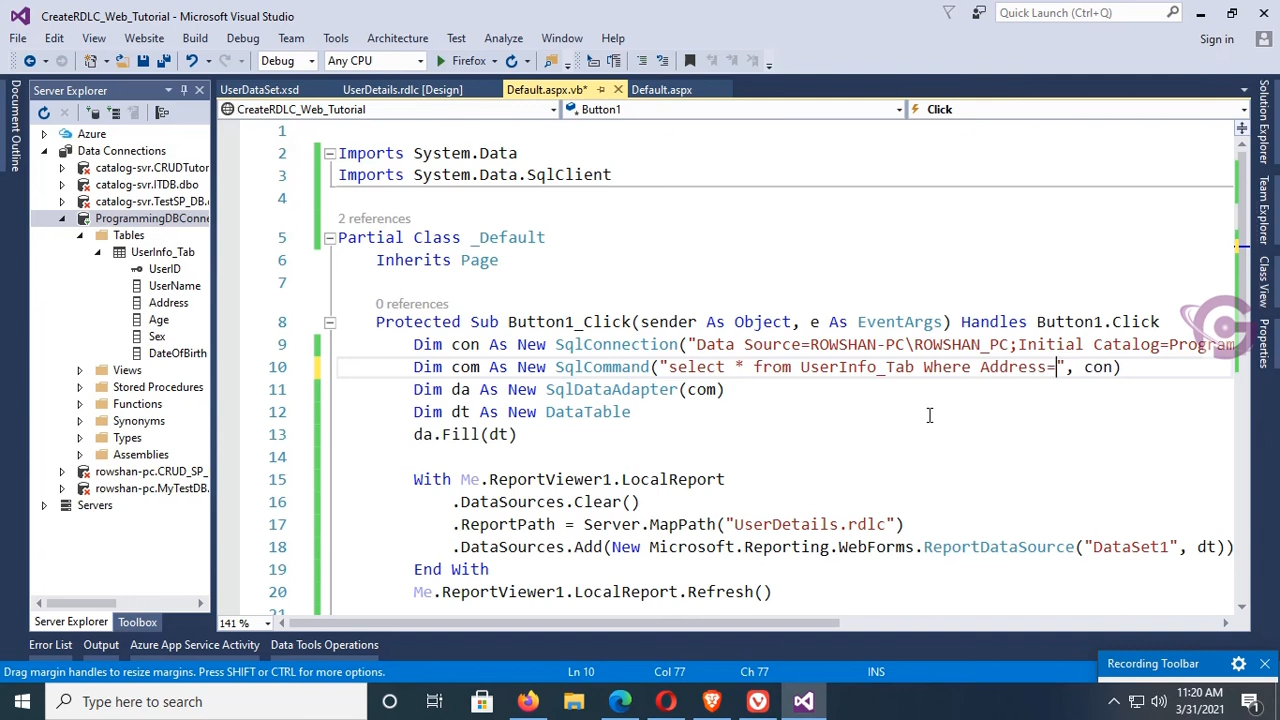 CreateRDLC_Web_Tutorial - Microsoft Visual Studio
Quick Launch (Ctrl+Q)
File Edit View Website Build Debug Team Tools Architecture Test Analyze Window Help
Sign in
Debug Any CPU Firefox
Document Outline
Server Explorer
UserDataSet.xsd UserDetails.rdlc [Design] Default.aspx.vb* Default.aspx
CreateRDLC_Web_Tutorial Button1 Click
Azure
Data Connections
catalog-svr.CRUDTutor
catalog-svr.ITDB.dbo
catalog-svr.TestSP_DB.
ProgrammingDBConne
Tables
UserInfo_Tab
UserID
UserName
Address
Age
Sex
DateOfBirth
Views
Stored Procedures
Functions
Synonyms
Types
Assemblies
rowshan-pc.CRUD_SP_
rowshan-pc.MyTestDB.
Servers
Server Explorer Toolbox
1
2 Imports System.Data
3 Imports System.Data.SqlClient
4
2 references
5 Partial Class _Default
6 Inherits Page
7
0 references
8 Protected Sub Button1_Click(sender As Object, e As EventArgs) Handles Button1.Click
9 Dim con As New SqlConnection("Data Source=ROWSHAN-PC\ROWSHAN_PC;Initial Catalog=Program
10 Dim com As New SqlCommand("select * from UserInfo_Tab Where Address=", con)
11 Dim da As New SqlDataAdapter(com)
12 Dim dt As New DataTable
13 da.Fill(dt)
14
15 With Me.ReportViewer1.LocalReport
16 .DataSources.Clear()
17 .ReportPath = Server.MapPath("UserDetails.rdlc")
18 .DataSources.Add(New Microsoft.Reporting.WebForms.ReportDataSource("DataSet1", dt))
19 End With
20 Me.ReportViewer1.LocalReport.Refresh()
21
141 %
Solution Explorer
Team Explorer
Class View
Properties
Error List Output Azure App Service Activity Data Tools Operations
Drag margin handles to resize margins. Press SHIFT or CTRL for more options.
Ln 10 Col 77 Ch 77 INS
Recording Toolbar
Type here to search
11:20 AM
3/31/2021